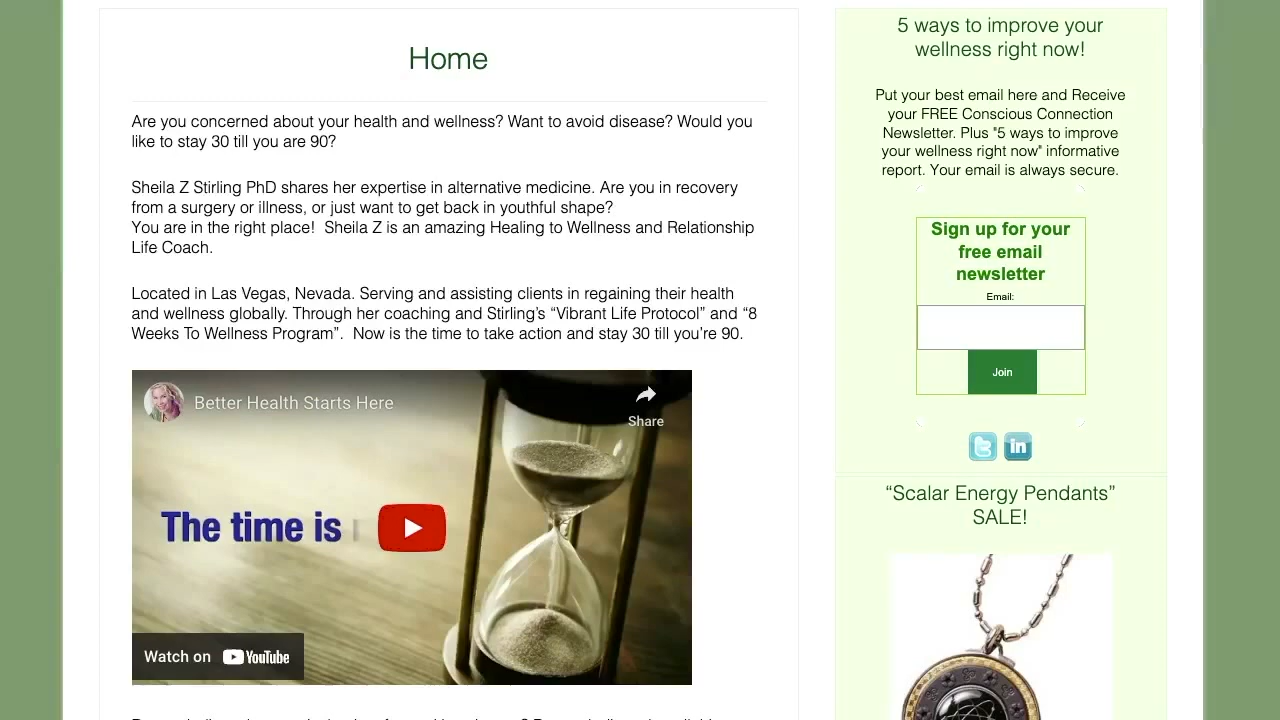 Home
Are you concerned about your health and wellness? Want to avoid disease? Would you
like to stay 30 till you are 90?
Sheila Z Stirling PhD shares her expertise in alternative medicine. Are you in recovery
from a surgery or illness, or just want to get back in youthful shape?
You are in the right place!  Sheila Z is an amazing Healing to Wellness and Relationship
Life Coach.
Located in Las Vegas, Nevada. Serving and assisting clients in regaining their health
and wellness globally. Through her coaching and Stirling’s “Vibrant Life Protocol” and “8
Weeks To Wellness Program”.  Now is the time to take action and stay 30 till you’re 90.
Better Health Starts Here
Share
The time is
Watch on YouTube
5 ways to improve your
wellness right now!
Put your best email here and Receive
your FREE Conscious Connection
Newsletter. Plus "5 ways to improve
your wellness right now" informative
report. Your email is always secure.
Sign up for your
free email
newsletter
Email:
Join
in
“Scalar Energy Pendants”
SALE!